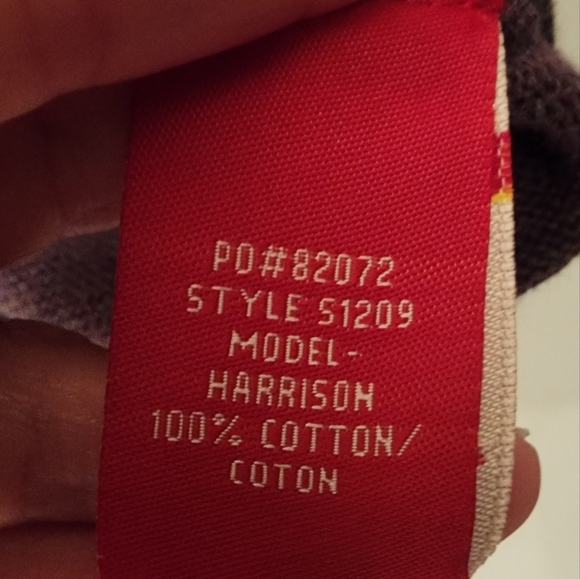 PO#82072
STYLE S1209
MODEL-
HARRISON
100% COTTON/
COTON